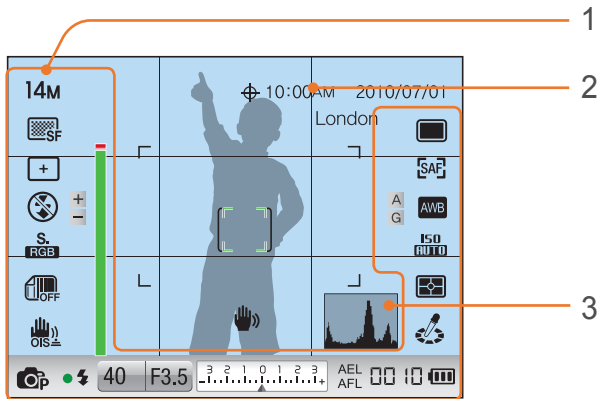 1
14M
10:00AM 2010/07/01
2
London
SF
SAF
+
+
A
AWB
−
G
S.
RGB
ISO
AUTO
OFF
3
OIS
P
40
F3.5
- 3 2 1 0 1 2 3 +
AEL
AFL
0010